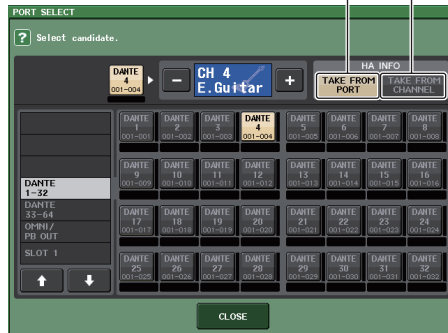 PORT SELECT
? Select candidate.
DANTE 4 001-004
CH 4
E.Guitar
HA INFO
TAKE FROM PORT
TAKE FROM CHANNEL
DANTE 1 001-001
DANTE 2 001-002
DANTE 3 001-003
DANTE 4 001-004
DANTE 5 001-005
DANTE 6 001-006
DANTE 7 001-007
DANTE 8 001-008
DANTE 9 001-009
DANTE 10 001-010
DANTE 11 001-011
DANTE 12 001-012
DANTE 13 001-013
DANTE 14 001-014
DANTE 15 001-015
DANTE 16 001-016
DANTE 1-32
DANTE 33-64
OMNI/PB OUT
SLOT 1
DANTE 17 001-017
DANTE 18 001-018
DANTE 19 001-019
DANTE 20 001-020
DANTE 21 001-021
DANTE 22 001-022
DANTE 23 001-023
DANTE 24 001-024
DANTE 25 001-025
DANTE 26 001-026
DANTE 27 001-027
DANTE 28 001-028
DANTE 29 001-029
DANTE 30 001-030
DANTE 31 001-031
DANTE 32 001-032
CLOSE